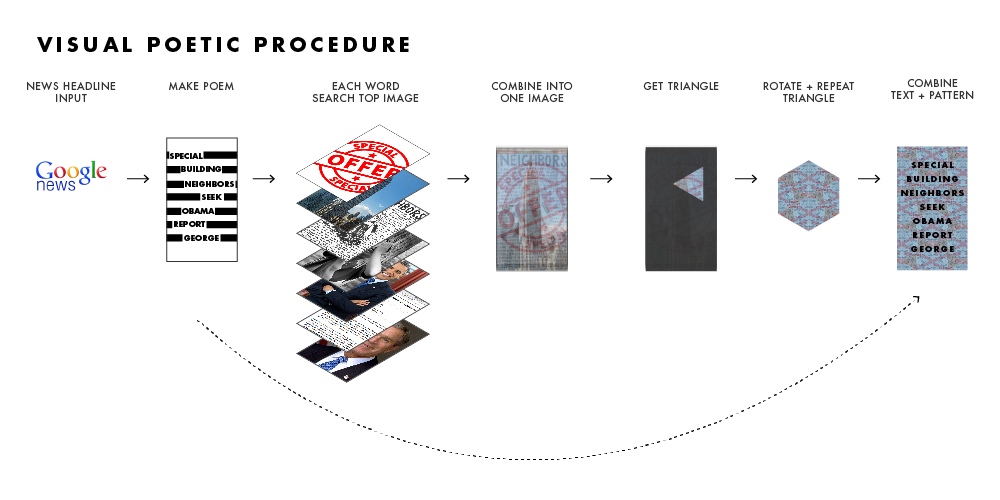 VISUAL POETIC PROCEDURE
NEWS HEADLINE
INPUT
MAKE POEM
EACH WORD
SEARCH TOP IMAGE
COMBINE INTO
ONE IMAGE
GET TRIANGLE
ROTATE + REPEAT
TRIANGLE
COMBINE
TEXT + PATTERN
Google
news
SPECIAL
BUILDING
NEIGHBORS
SEEK
OBAMA
REPORT
GEORGE
SPECIAL
OFFER
SPECIAL
NEIGHBORS
SPECIAL
BUILDING
NEIGHBORS
SEEK
OBAMA
REPORT
GEORGE